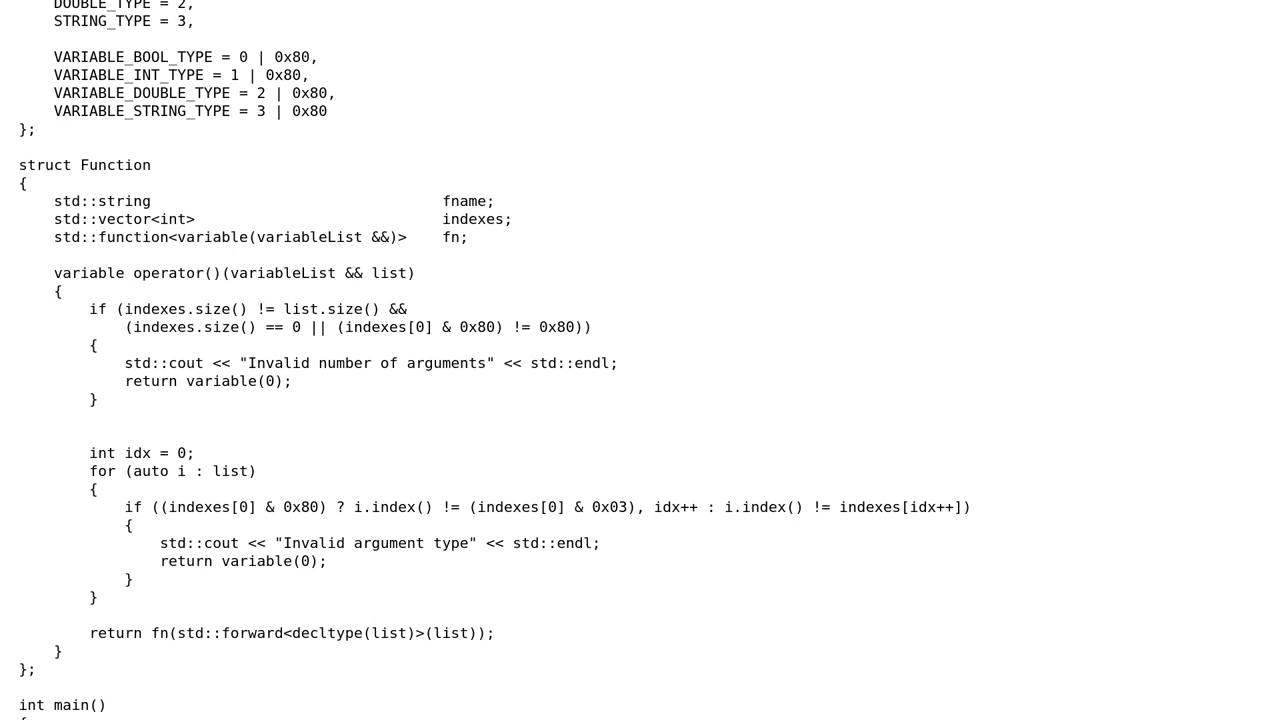 DOUBLE_TYPE = 2,
STRING_TYPE = 3,
VARIABLE_BOOL_TYPE = 0 | 0x80,
VARIABLE_INT_TYPE = 1 | 0x80,
VARIABLE_DOUBLE_TYPE = 2 | 0x80,
VARIABLE_STRING_TYPE = 3 | 0x80
};
struct Function
{
std::string fname;
std::vector<int> indexes;
std::function<variable(variableList &&)> fn;
variable operator()(variableList && list)
{
if (indexes.size() != list.size() &&
(indexes.size() == 0 || (indexes[0] & 0x80) != 0x80))
{
std::cout << "Invalid number of arguments" << std::endl;
return variable(0);
}
int idx = 0;
for (auto i : list)
{
if ((indexes[0] & 0x80) ? i.index() != (indexes[0] & 0x03), idx++ : i.index() != indexes[idx++])
{
std::cout << "Invalid argument type" << std::endl;
return variable(0);
}
}
return fn(std::forward<decltype(list)>(list));
}
};
int main()
{